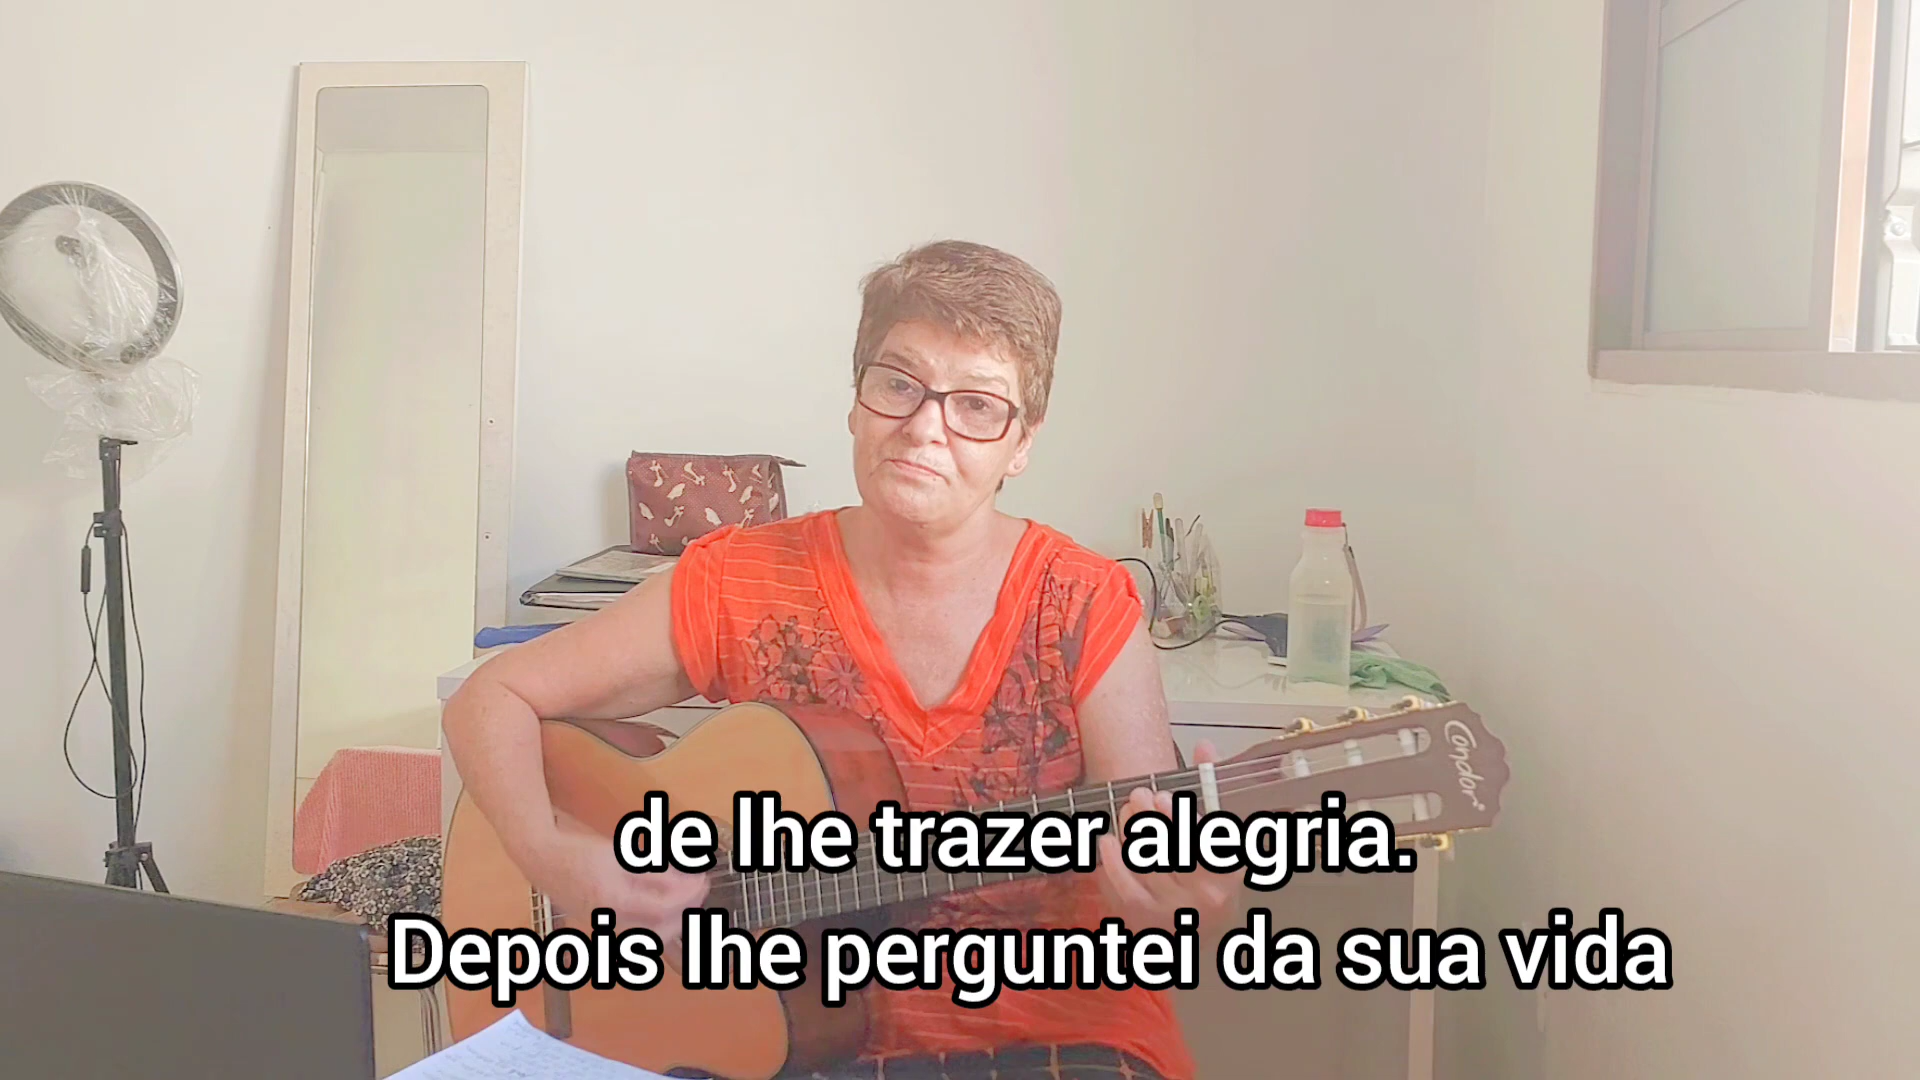 Condor
de lhe trazer alegria.
Depois lhe perguntei da sua vida